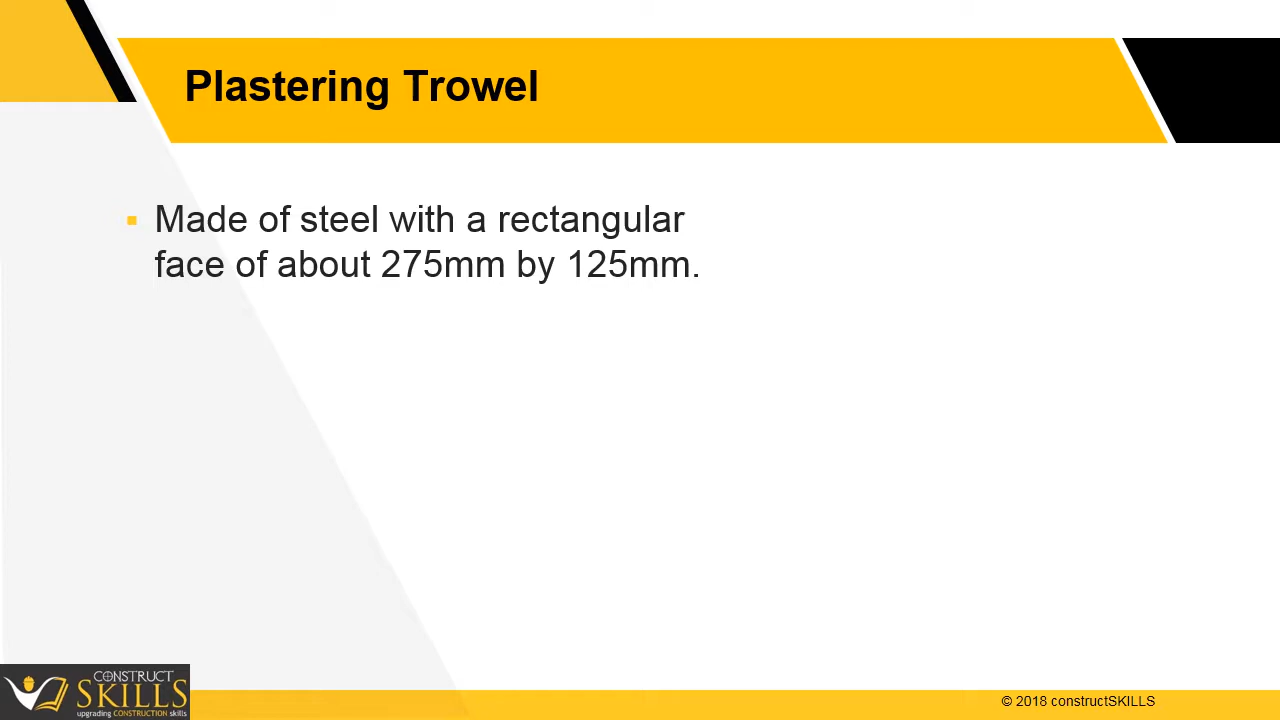 Plastering Trowel
▪ Made of steel with a rectangular
face of about 275mm by 125mm.
CONSTRUCT
SKILLS
upgrading CONSTRUCTION skills
© 2018 constructSKILLS